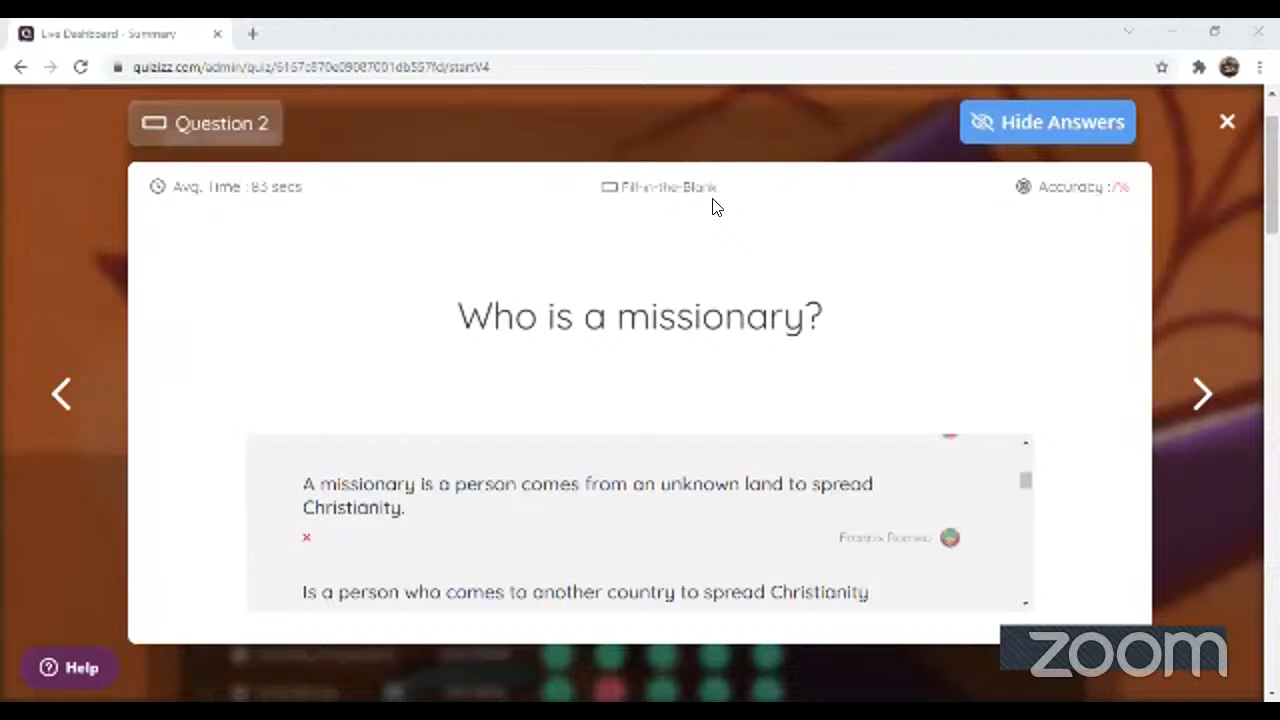 Live Dashboard - Summary
quizizz.com/admin/quiz/
Question 2
Hide Answers
Avg. Time : 83 secs
Fill-in-the-Blank
Accuracy :7%
Who is a missionary?
A missionary is a person comes from an unknown land to spread
Christianity.
Is a person who comes to another country to spread Christianity
Help
zoom